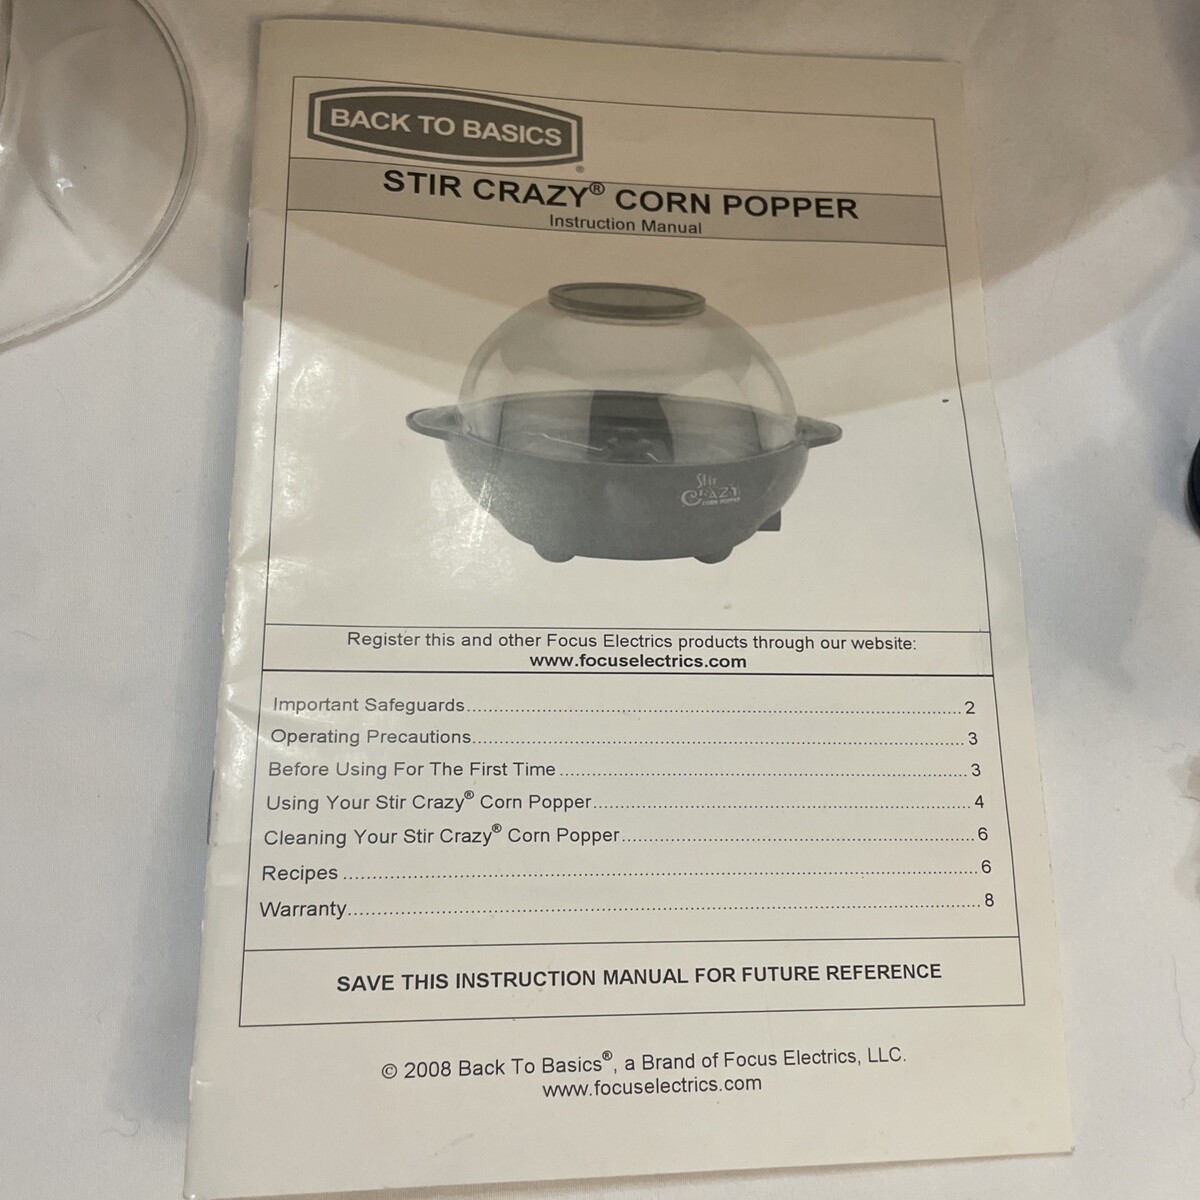 BACK TO BASICS®
STIR CRAZY® CORN POPPER
Instruction Manual
Stir
CRAZY
CORN POPPER
Register this and other Focus Electrics products through our website:
www.focuselectrics.com
Important Safeguards........................................2
Operating Precautions........................................3
Before Using For The First Time........................................3
Using Your Stir Crazy® Corn Popper........................................4
Cleaning Your Stir Crazy® Corn Popper........................................6
Recipes........................................6
Warranty........................................8
SAVE THIS INSTRUCTION MANUAL FOR FUTURE REFERENCE
© 2008 Back To Basics®, a Brand of Focus Electrics, LLC.
www.focuselectrics.com